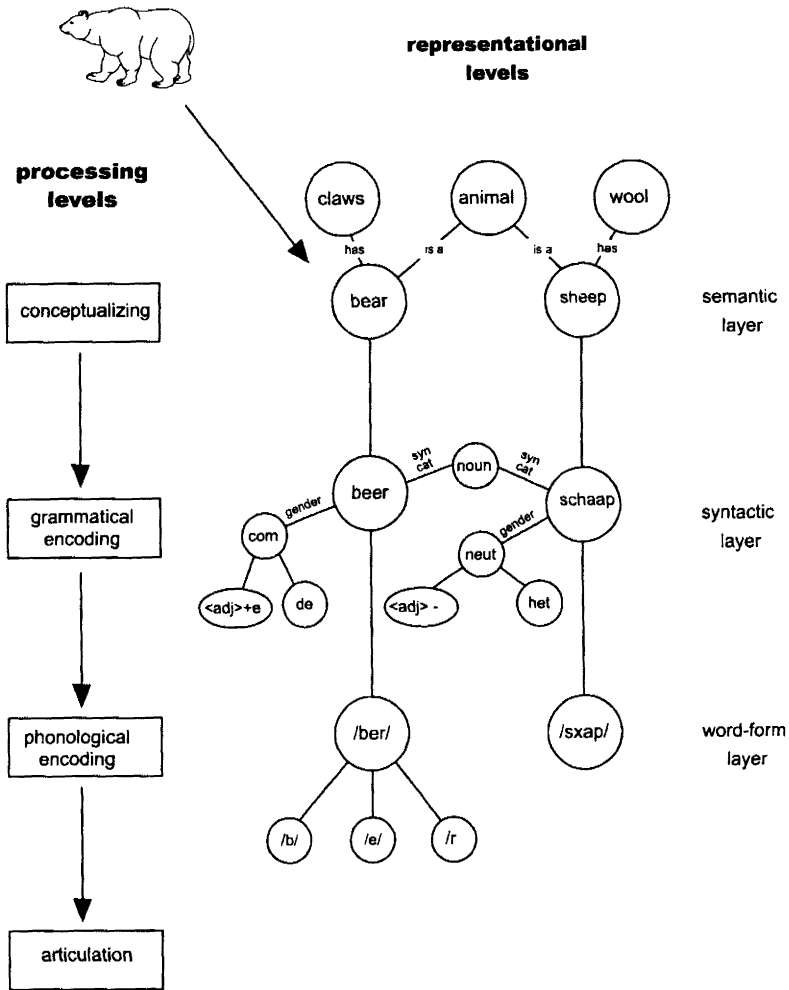 representational
levels
processing
levels
claws
animal
wool
has
is a
is a
has
bear
sheep
conceptualizing
semantic
layer
syn
cat
noun
syn
cat
beer
schaap
gender
gender
grammatical
encoding
syntactic
layer
com
neut
<adj>+e
de
<adj> -
het
/ber/
/sxap/
phonological
encoding
word-form
layer
/b/
/e/
/r
articulation